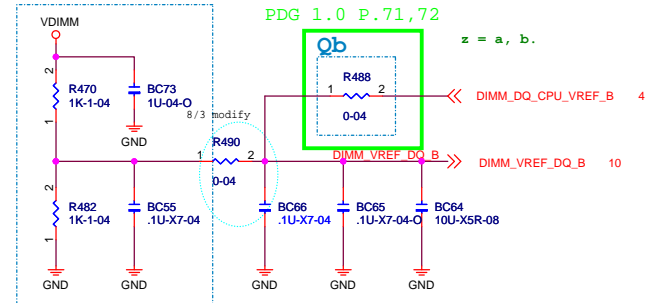 PDG 1.0 P.71,72
VDIMM
Qb
z = a, b.
R488
2
R470
1K-1-04
1
BC73
1U-04-O
1
2
0-04
DIMM_DQ_CPU_VREF_B 4
8/3 modify
GND
R490
1
2
0-04
DIMM_VREF_DQ_B
DIMM_VREF_DQ_B 10
2
R482
1K-1-04
1
BC55
.1U-X7-04
BC66
.1U-X7-04
BC65
.1U-X7-04-O
BC64
10U-X5R-08
GND
GND
GND
GND
GND